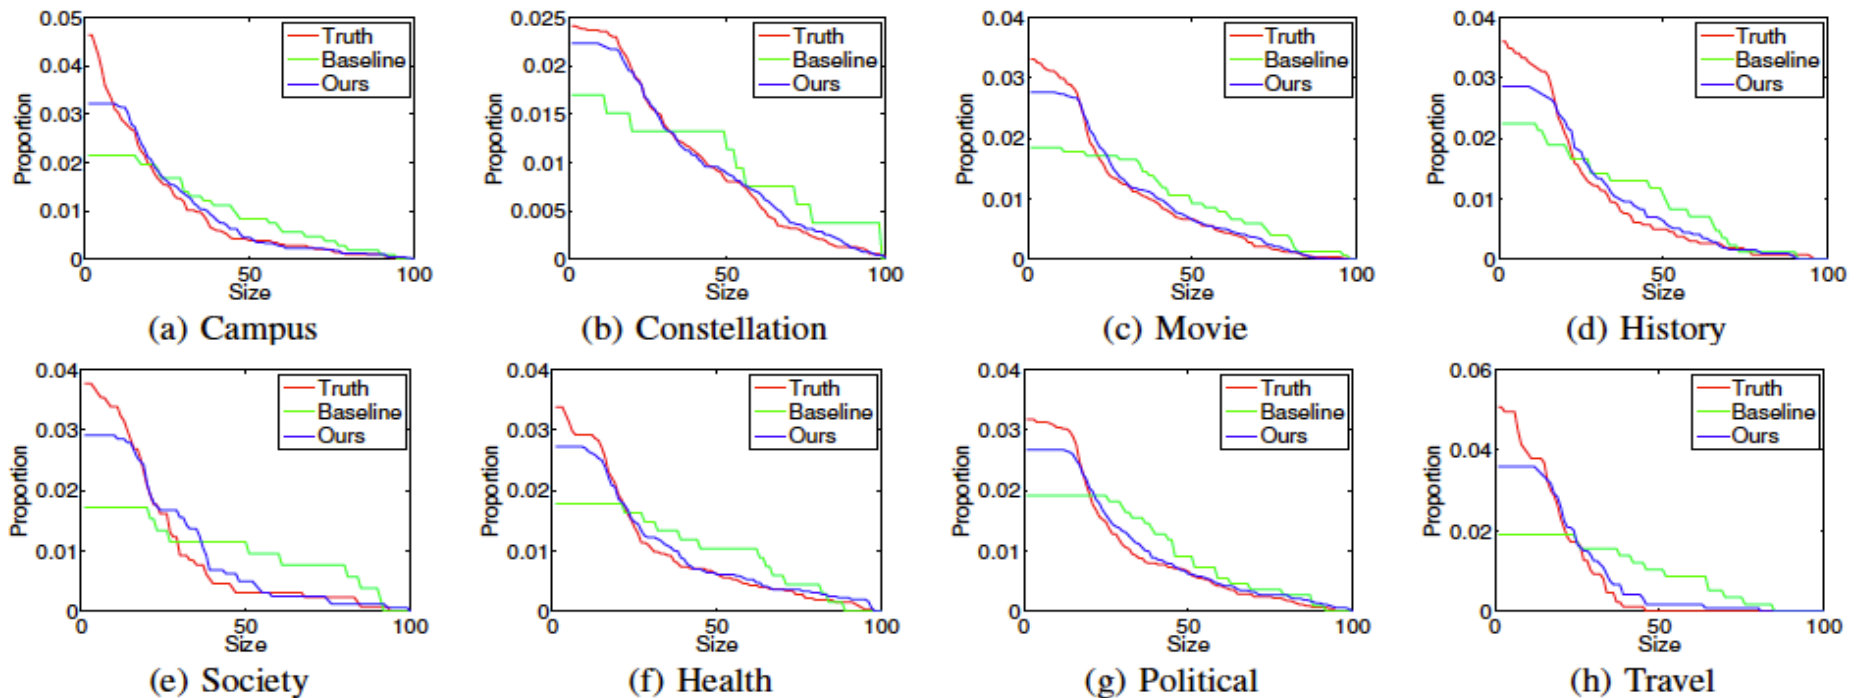 0.05
0.04
0.03
0.02
0.01
0
Proportion
Truth
Baseline
Ours
0
50
100
Size
(a) Campus
0.025
0.02
0.015
0.01
0.005
0
Proportion
Truth
Baseline
Ours
0
50
100
Size
(b) Constellation
0.04
0.03
0.02
0.01
0
Proportion
Truth
Baseline
Ours
0
50
100
Size
(c) Movie
0.04
0.03
0.02
0.01
0
Proportion
Truth
Baseline
Ours
0
50
100
Size
(d) History
0.04
0.03
0.02
0.01
0
Proportion
Truth
Baseline
Ours
0
50
100
Size
(e) Society
0.04
0.03
0.02
0.01
0
Proportion
Truth
Baseline
Ours
0
50
100
Size
(f) Health
0.04
0.03
0.02
0.01
0
Proportion
Truth
Baseline
Ours
0
50
100
Size
(g) Political
0.06
0.04
0.02
0
Proportion
Truth
Baseline
Ours
0
50
100
Size
(h) Travel